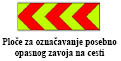 Ploče za označavanje posebno
opasnog zavoja na cesti